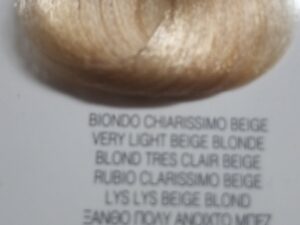 BIONDO CHIARISSIMO BEIGE
VERY LIGHT BEIGE BLONDE
BLOND TRES CLAIR BEIGE
RUBIO CLARISSIMO BEIGE
LYS LYS BEIGE BLOND
ΞΑΝΘΟ ΠΟΛΥ ΑΝΟΙΧΤΟ ΜΠΕΖ